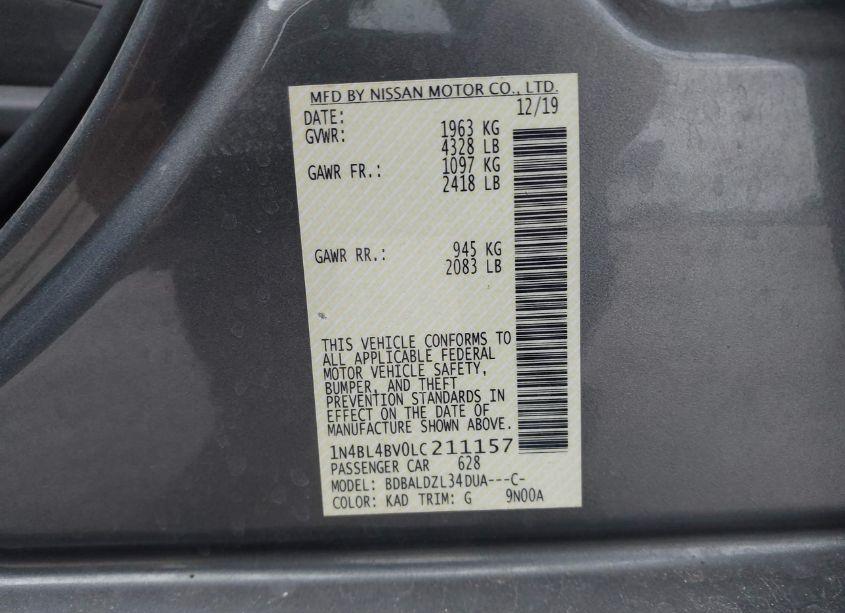 MFD BY NISSAN MOTOR CO., LTD.
DATE: 12/19
GVWR: 1963 KG
4328 LB
GAWR FR.: 1097 KG
2418 LB
GAWR RR.: 945 KG
2083 LB
THIS VEHICLE CONFORMS TO
ALL APPLICABLE FEDERAL
MOTOR VEHICLE SAFETY,
BUMPER, AND THEFT
PREVENTION STANDARDS IN
EFFECT ON THE DATE OF
MANUFACTURE SHOWN ABOVE.
1N4BL4BV0LC211157
PASSENGER CAR 628
MODEL: BDBALDZL34DUA---C-
COLOR: KAD TRIM: G 9N00A